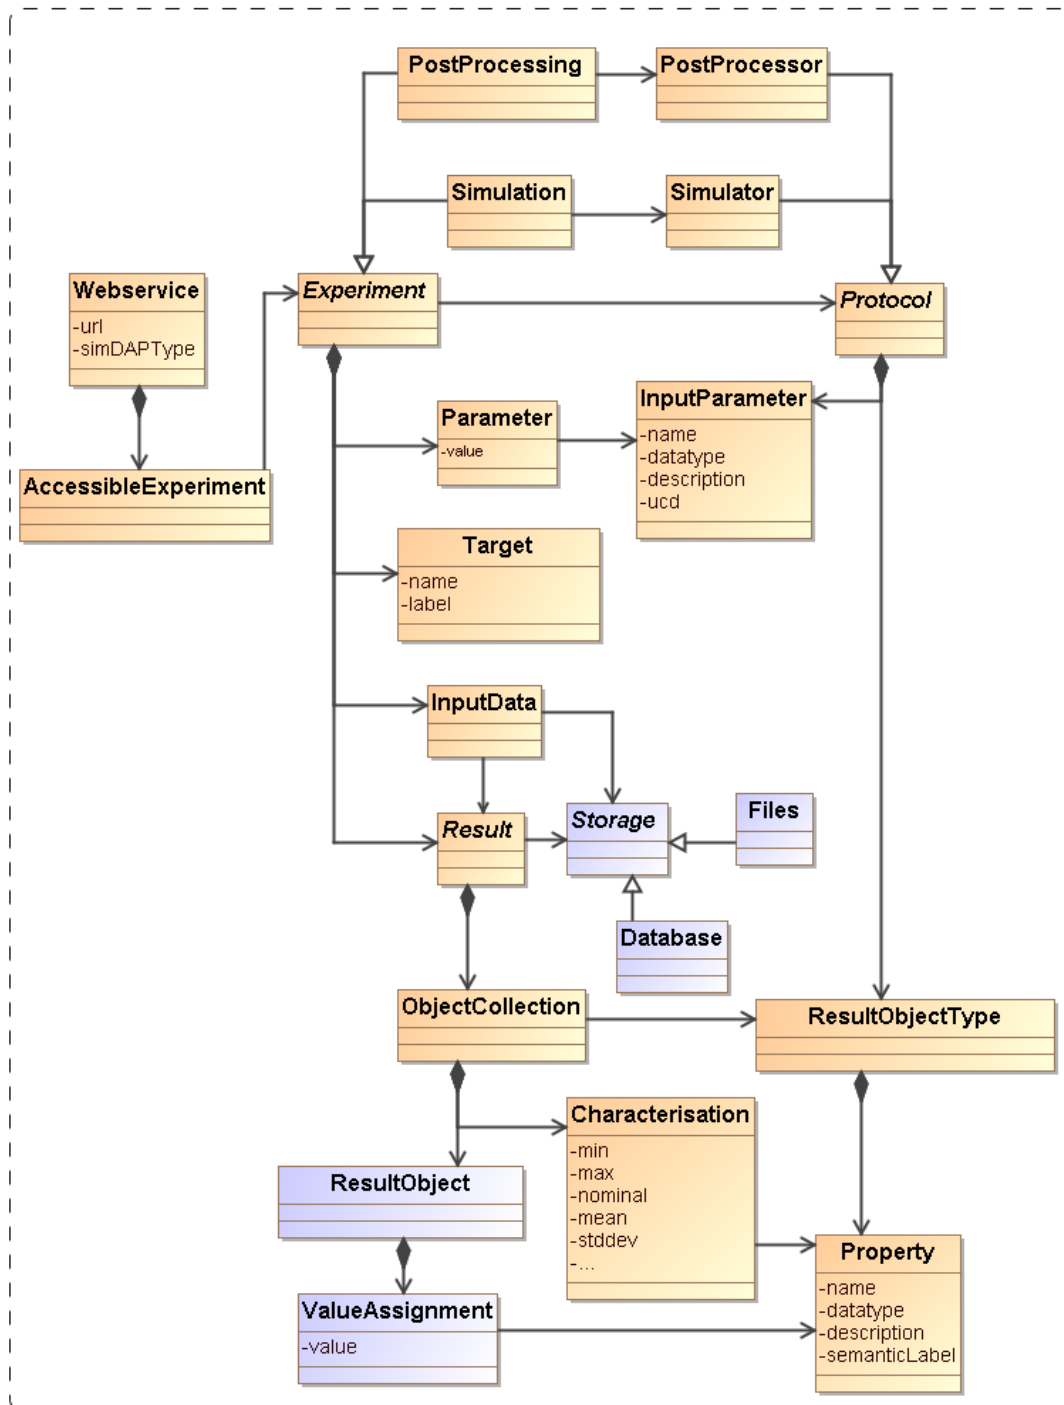 PostProcessing
PostProcessor
Simulation
Simulator
Webservice
-url
-simDAPType
Experiment
Protocol
Parameter
-value
InputParameter
-name
-datatype
-description
-ucd
AccessibleExperiment
Target
-name
-label
InputData
Result
Storage
Files
Database
ObjectCollection
ResultObjectType
Characterisation
-min
-max
-nominal
-mean
-stddev
-...
ResultObject
Property
-name
-datatype
-description
-semanticLabel
ValueAssignment
-value